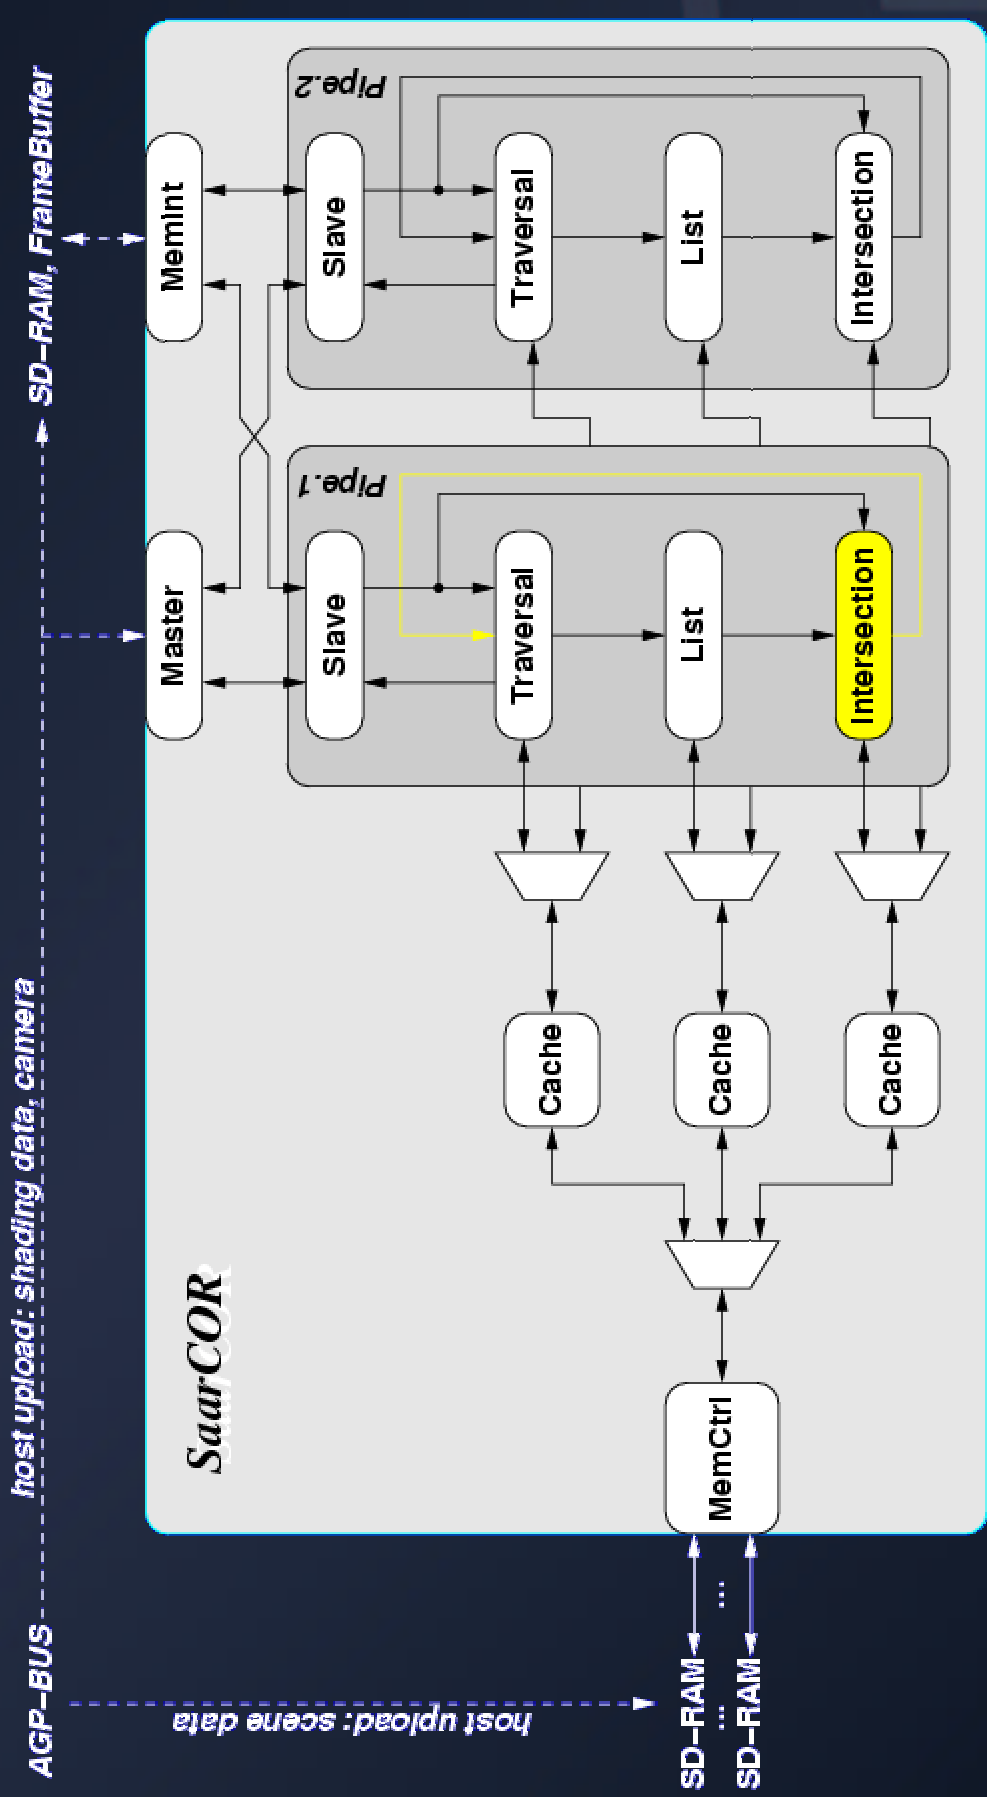 AGP-BUS
host upload: shading data, camera
SD-RAM, FrameBuffer
host upload: scene data
SaarCOR
Master
MemInt
Pipe.1
Pipe.2
Slave
Slave
Traversal
Traversal
Cache
List
List
Cache
Intersection
Intersection
Cache
MemCtrl
SD-RAM
... ...
SD-RAM